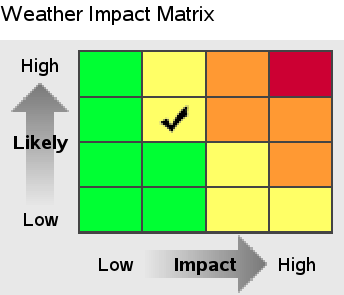 Weather Impact Matrix
High
Likely
Low
Low Impact High